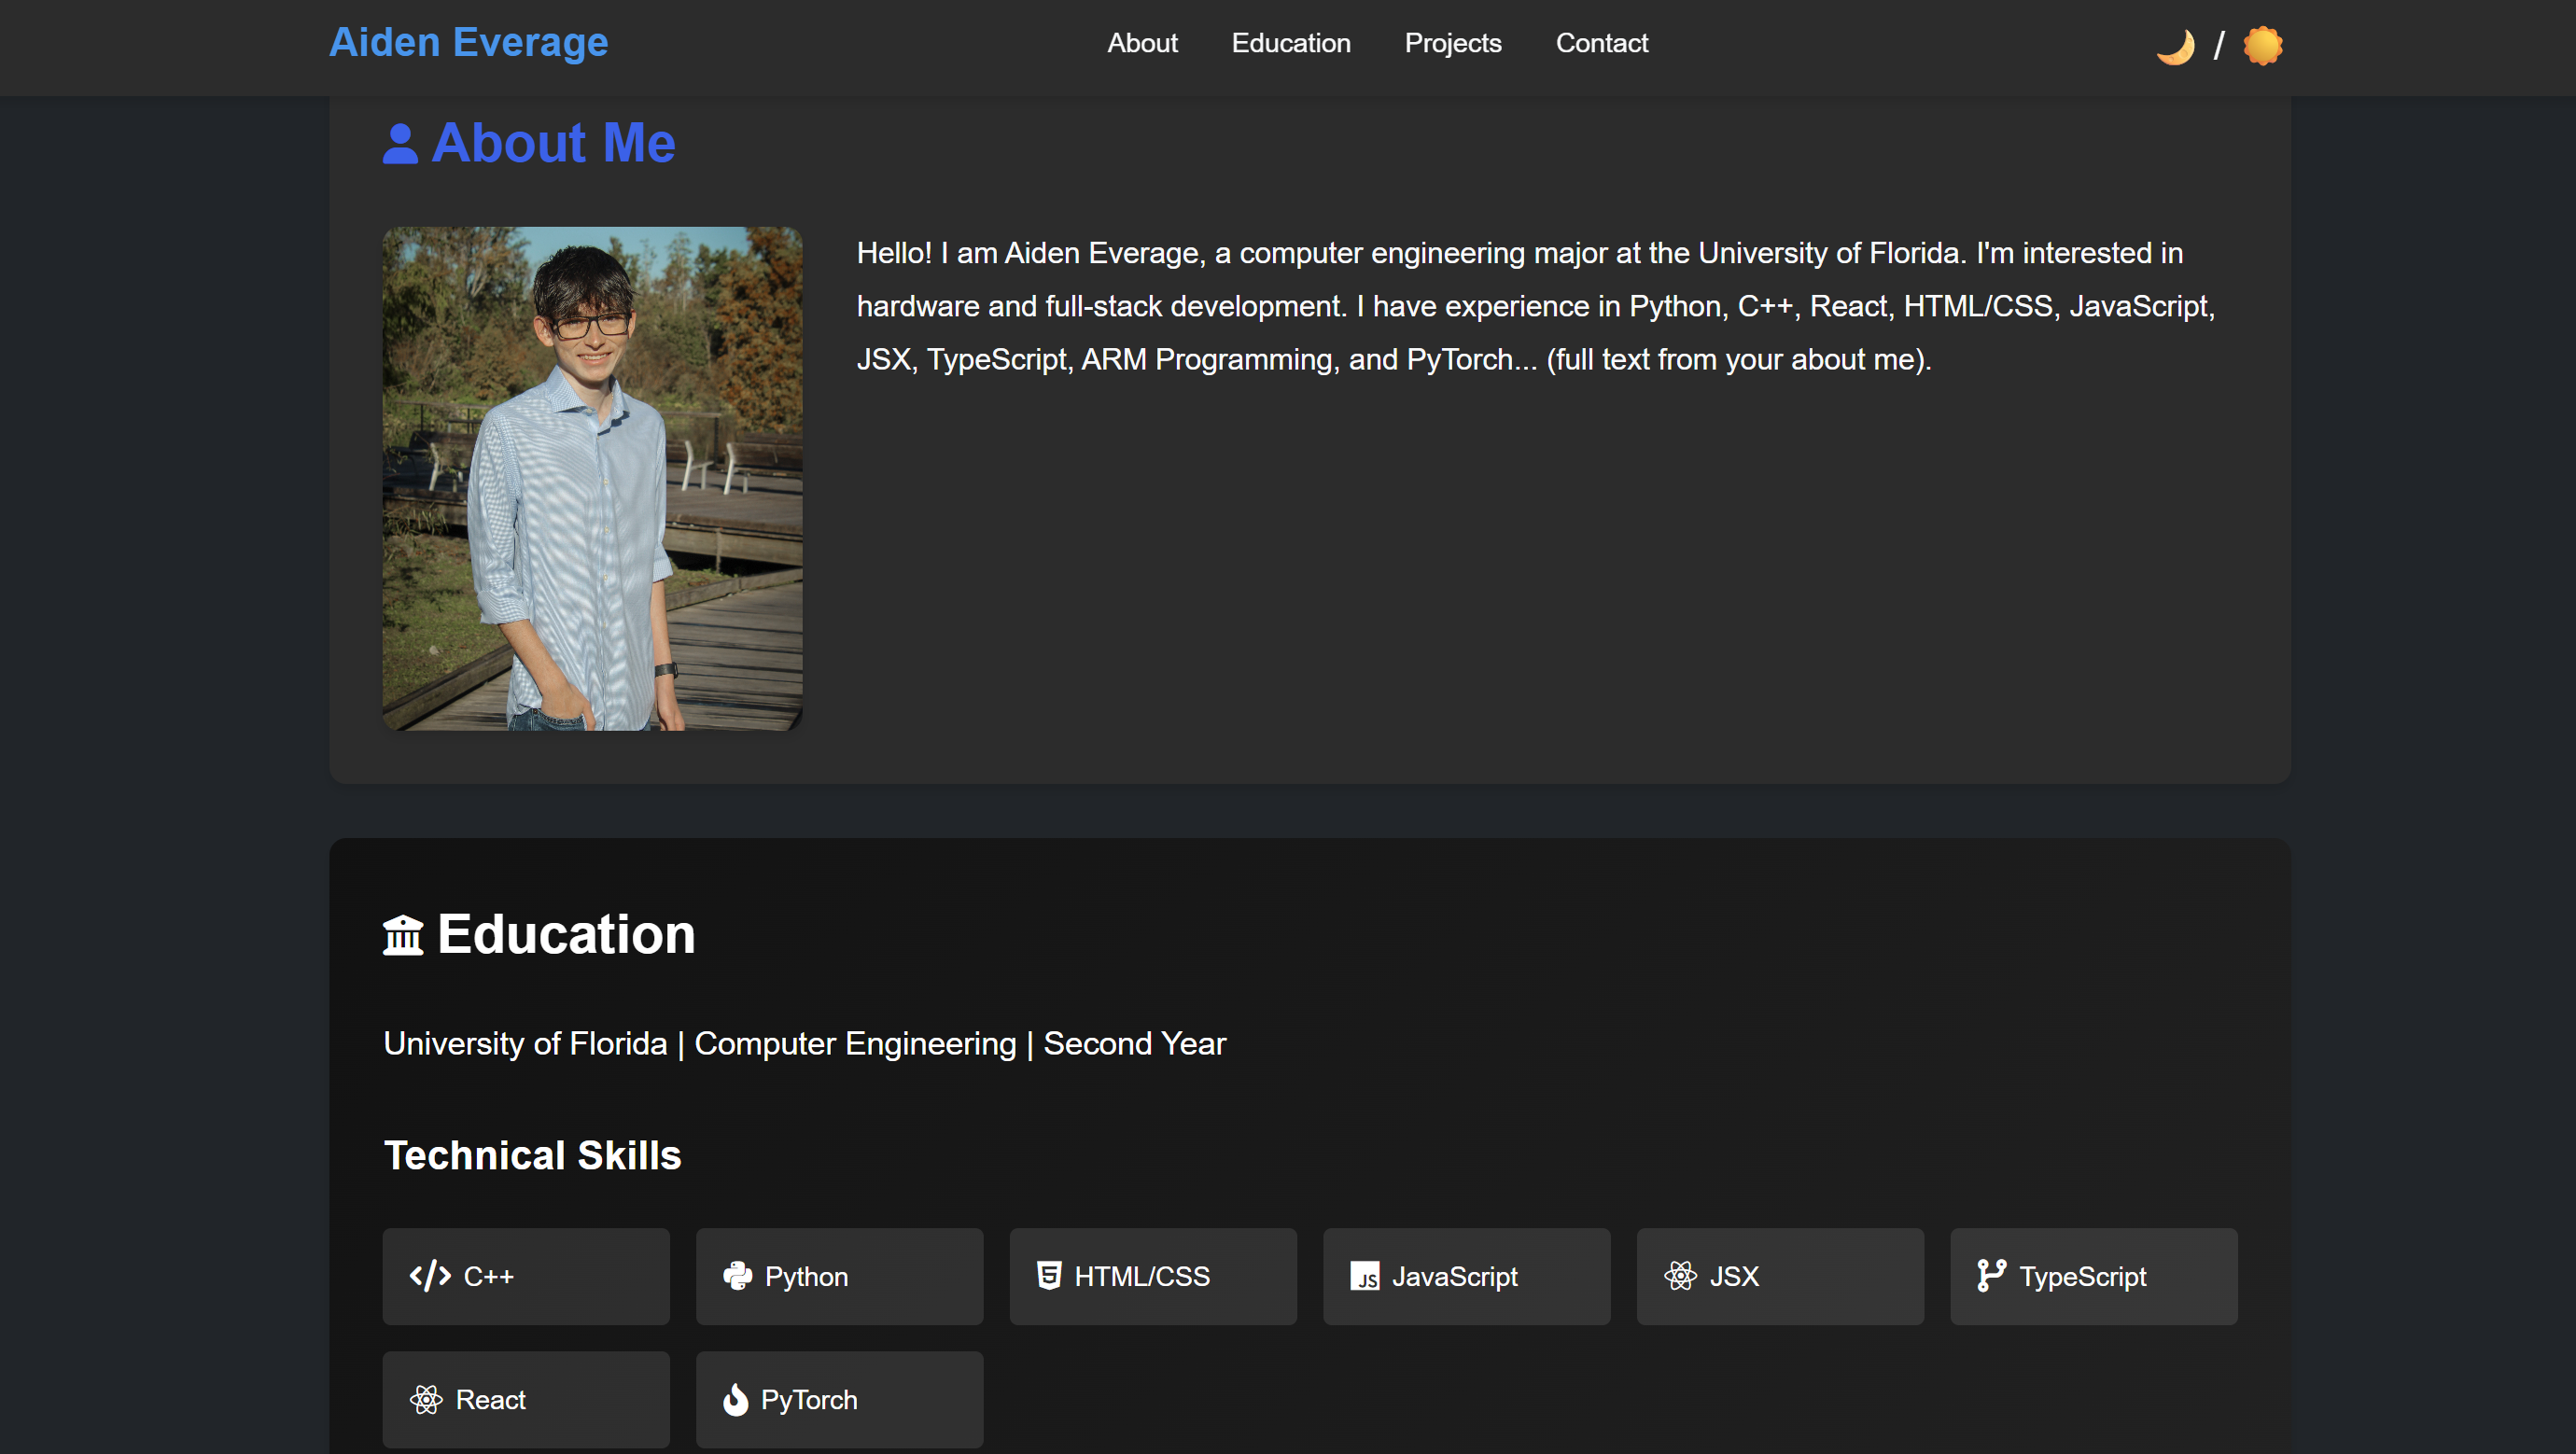 Aiden Everage
About
Education
Projects
Contact
/
About Me
Hello! I am Aiden Everage, a computer engineering major at the University of Florida. I'm interested in
hardware and full-stack development. I have experience in Python, C++, React, HTML/CSS, JavaScript,
JSX, TypeScript, ARM Programming, and PyTorch... (full text from your about me).
Education
University of Florida | Computer Engineering | Second Year
Technical Skills
</> C++
Python
5 HTML/CSS
JS JavaScript
JSX
TypeScript
React
PyTorch